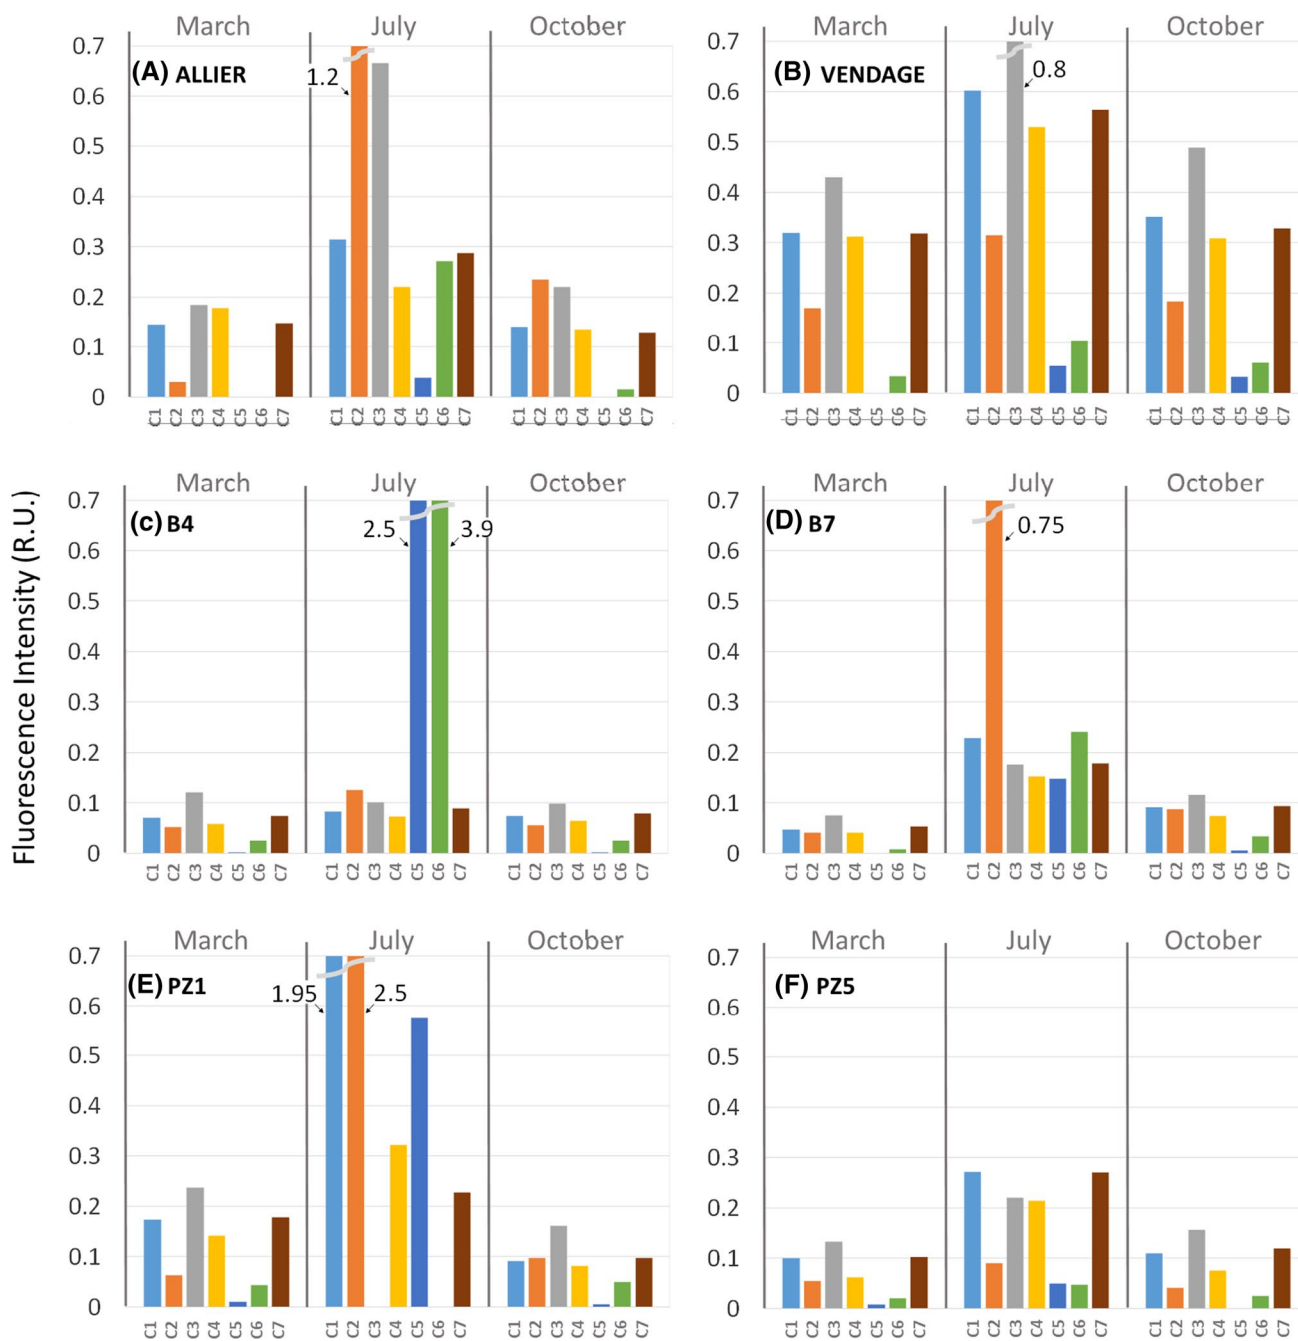 March July October
(A) ALLIER
1.2
0.7
0.6
0.5
0.4
0.3
0.2
0.1
0
C1 C2 C3 C4 C5 C6 C7 C1 C2 C3 C4 C5 C6 C7 C1 C2 C3 C4 C5 C6 C7
March July October
(B) VENDAGE
0.8
0.7
0.6
0.5
0.4
0.3
0.2
0.1
0
C1 C2 C3 C4 C5 C6 C7 C1 C2 C3 C4 C5 C6 C7 C1 C2 C3 C4 C5 C6 C7
Fluorescence Intensity (R.U.)
March July October
(c) B4
2.5 3.9
0.7
0.6
0.5
0.4
0.3
0.2
0.1
0
C1 C2 C3 C4 C5 C6 C7 C1 C2 C3 C4 C5 C6 C7 C1 C2 C3 C4 C5 C6 C7
March July October
(D) B7
0.75
0.7
0.6
0.5
0.4
0.3
0.2
0.1
0
C1 C2 C3 C4 C5 C6 C7 C1 C2 C3 C4 C5 C6 C7 C1 C2 C3 C4 C5 C6 C7
March July October
(E) PZ1
1.95 2.5
0.7
0.6
0.5
0.4
0.3
0.2
0.1
0
C1 C2 C3 C4 C5 C6 C7 C1 C2 C3 C4 C5 C6 C7 C1 C2 C3 C4 C5 C6 C7
March July October
(F) PZ5
0.7
0.6
0.5
0.4
0.3
0.2
0.1
0
C1 C2 C3 C4 C5 C6 C7 C1 C2 C3 C4 C5 C6 C7 C1 C2 C3 C4 C5 C6 C7